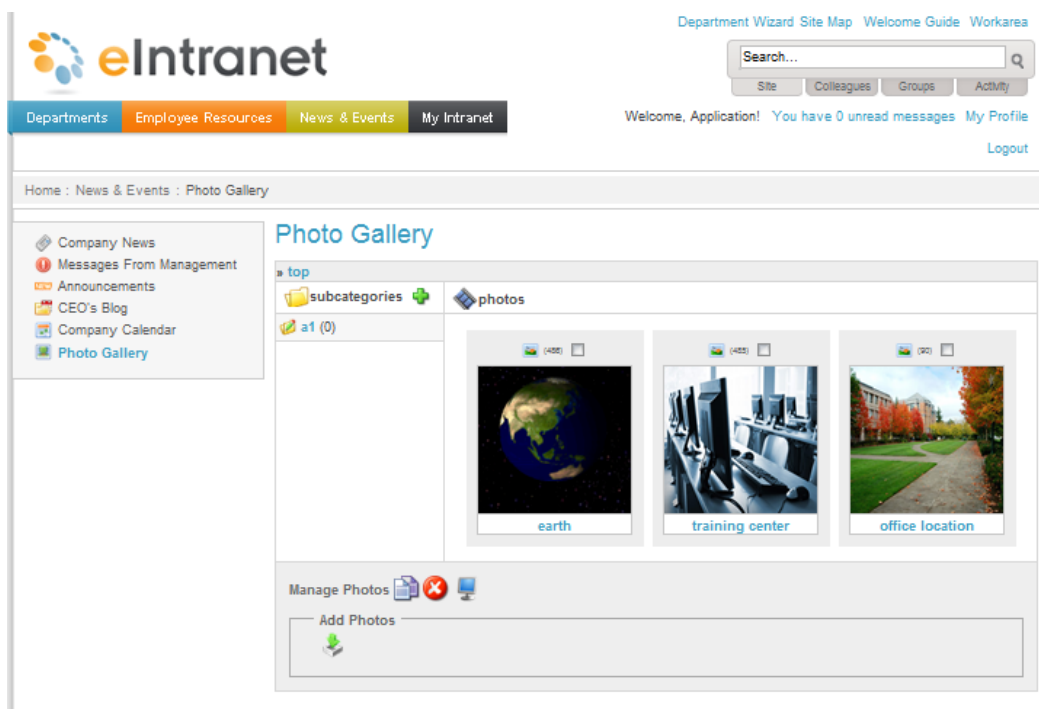 Department Wizard Site Map Welcome Guide Workarea
eIntranet
Search...
Site Colleagues Groups Activity
Departments Employee Resources News & Events My Intranet
Welcome, Application! You have 0 unread messages My Profile
Logout
Home : News & Events : Photo Gallery
Company News
Messages From Management
Announcements
CEO's Blog
Company Calendar
Photo Gallery
Photo Gallery
» top
subcategories
photos
a1 (0)
(90)
earth
training center
office location
Manage Photos
Add Photos